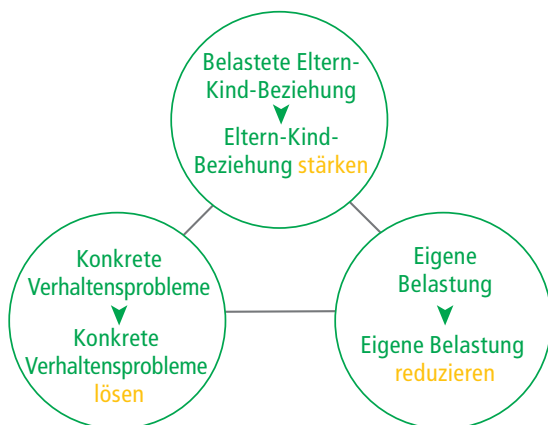 Belastete Eltern-
Kind-Beziehung
Eltern-Kind-
Beziehung stärken
Konkrete
Verhaltensprobleme
Konkrete
Verhaltensprobleme
lösen
Eigene
Belastung
Eigene Belastung
reduzieren